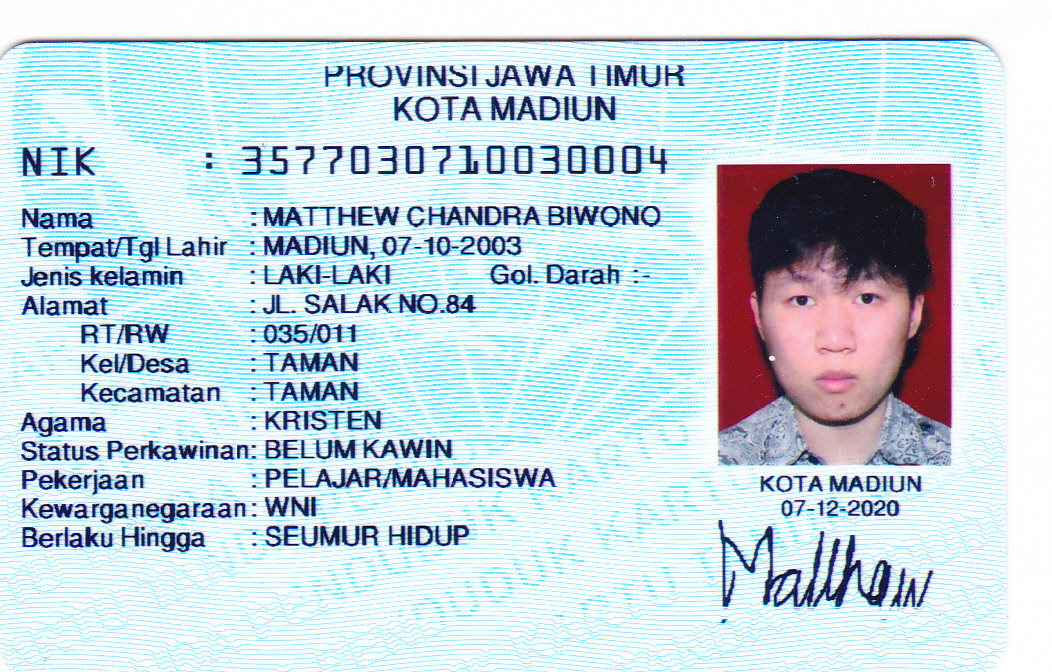 PROVINSI JAWA TIMUR
KOTA MADIUN
NIK : 3577030710030004
Nama : MATTHEW CHANDRA BIWONO
Tempat/Tgl Lahir : MADIUN, 07-10-2003
Jenis kelamin : LAKI-LAKI Gol. Darah : -
Alamat : JL. SALAK NO.84
RT/RW : 035/011
Kel/Desa : TAMAN
Kecamatan : TAMAN
Agama : KRISTEN
Status Perkawinan: BELUM KAWIN
Pekerjaan : PELAJAR/MAHASISWA
Kewarganegaraan: WNI
Berlaku Hingga : SEUMUR HIDUP
KOTA MADIUN
07-12-2020
Matthew